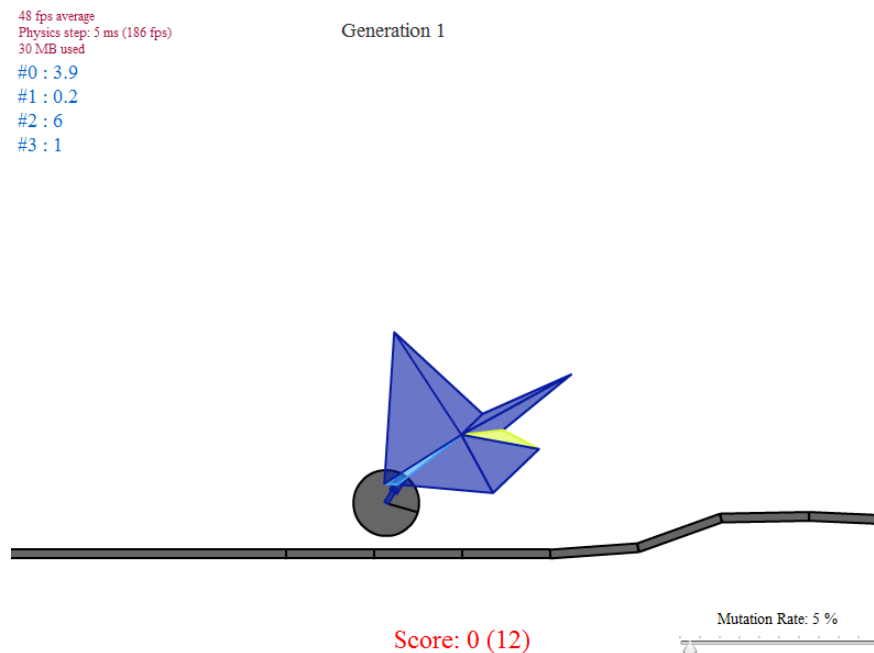 48 fps average
Physics step: 5 ms (186 fps)
30 MB used
#0 : 3.9
#1 : 0.2
#2 : 6
#3 : 1
Generation 1
Score: 0 (12)
Mutation Rate: 5 %